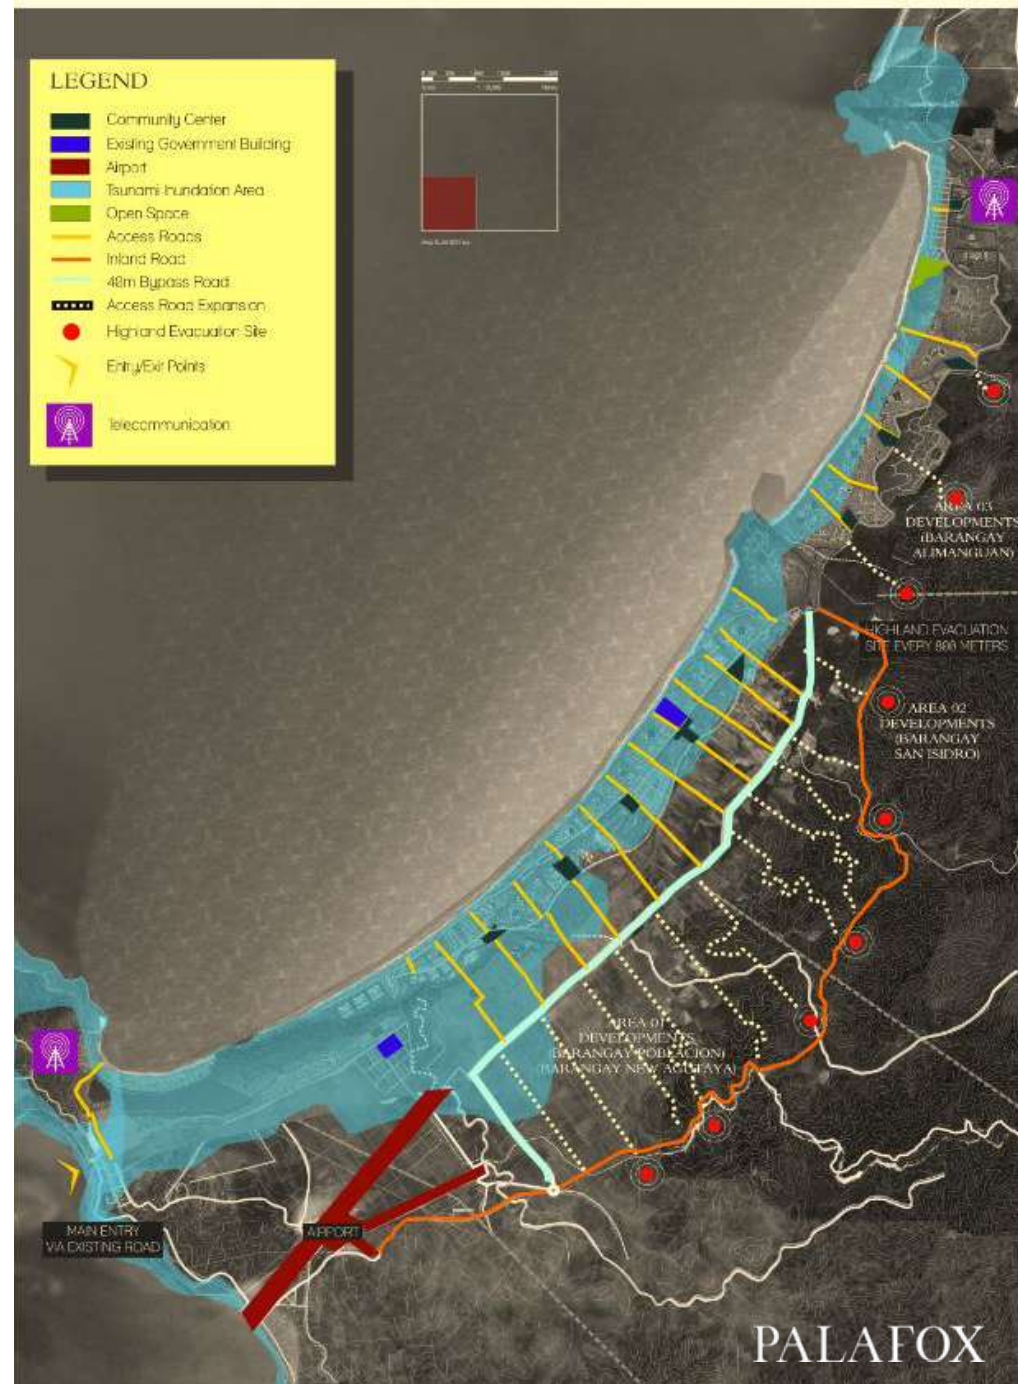 LEGEND
Community Center
Existing Government Building
Airport
Tsunami Inundation Area
Open Space
Access Roads
Inland Road
48m Bypass Road
Access Road Expansion
Highland Evacuation Site
Entry/Exit Points
Telecommunication
AREA 03
DEVELOPMENTS
(BARANGAY
ALIMANGUAN)
HIGHLAND EVACUATION
SITE EVERY 800 METERS
AREA 02
DEVELOPMENTS
(BARANGAY
SAN ISIDRO)
AREA 01
DEVELOPMENTS
(BARANGAY POBLACION)
(BARANGAY NEW AGUTAYA)
MAIN ENTRY
VIA EXISTING ROAD
AIRPORT
PALAFOX